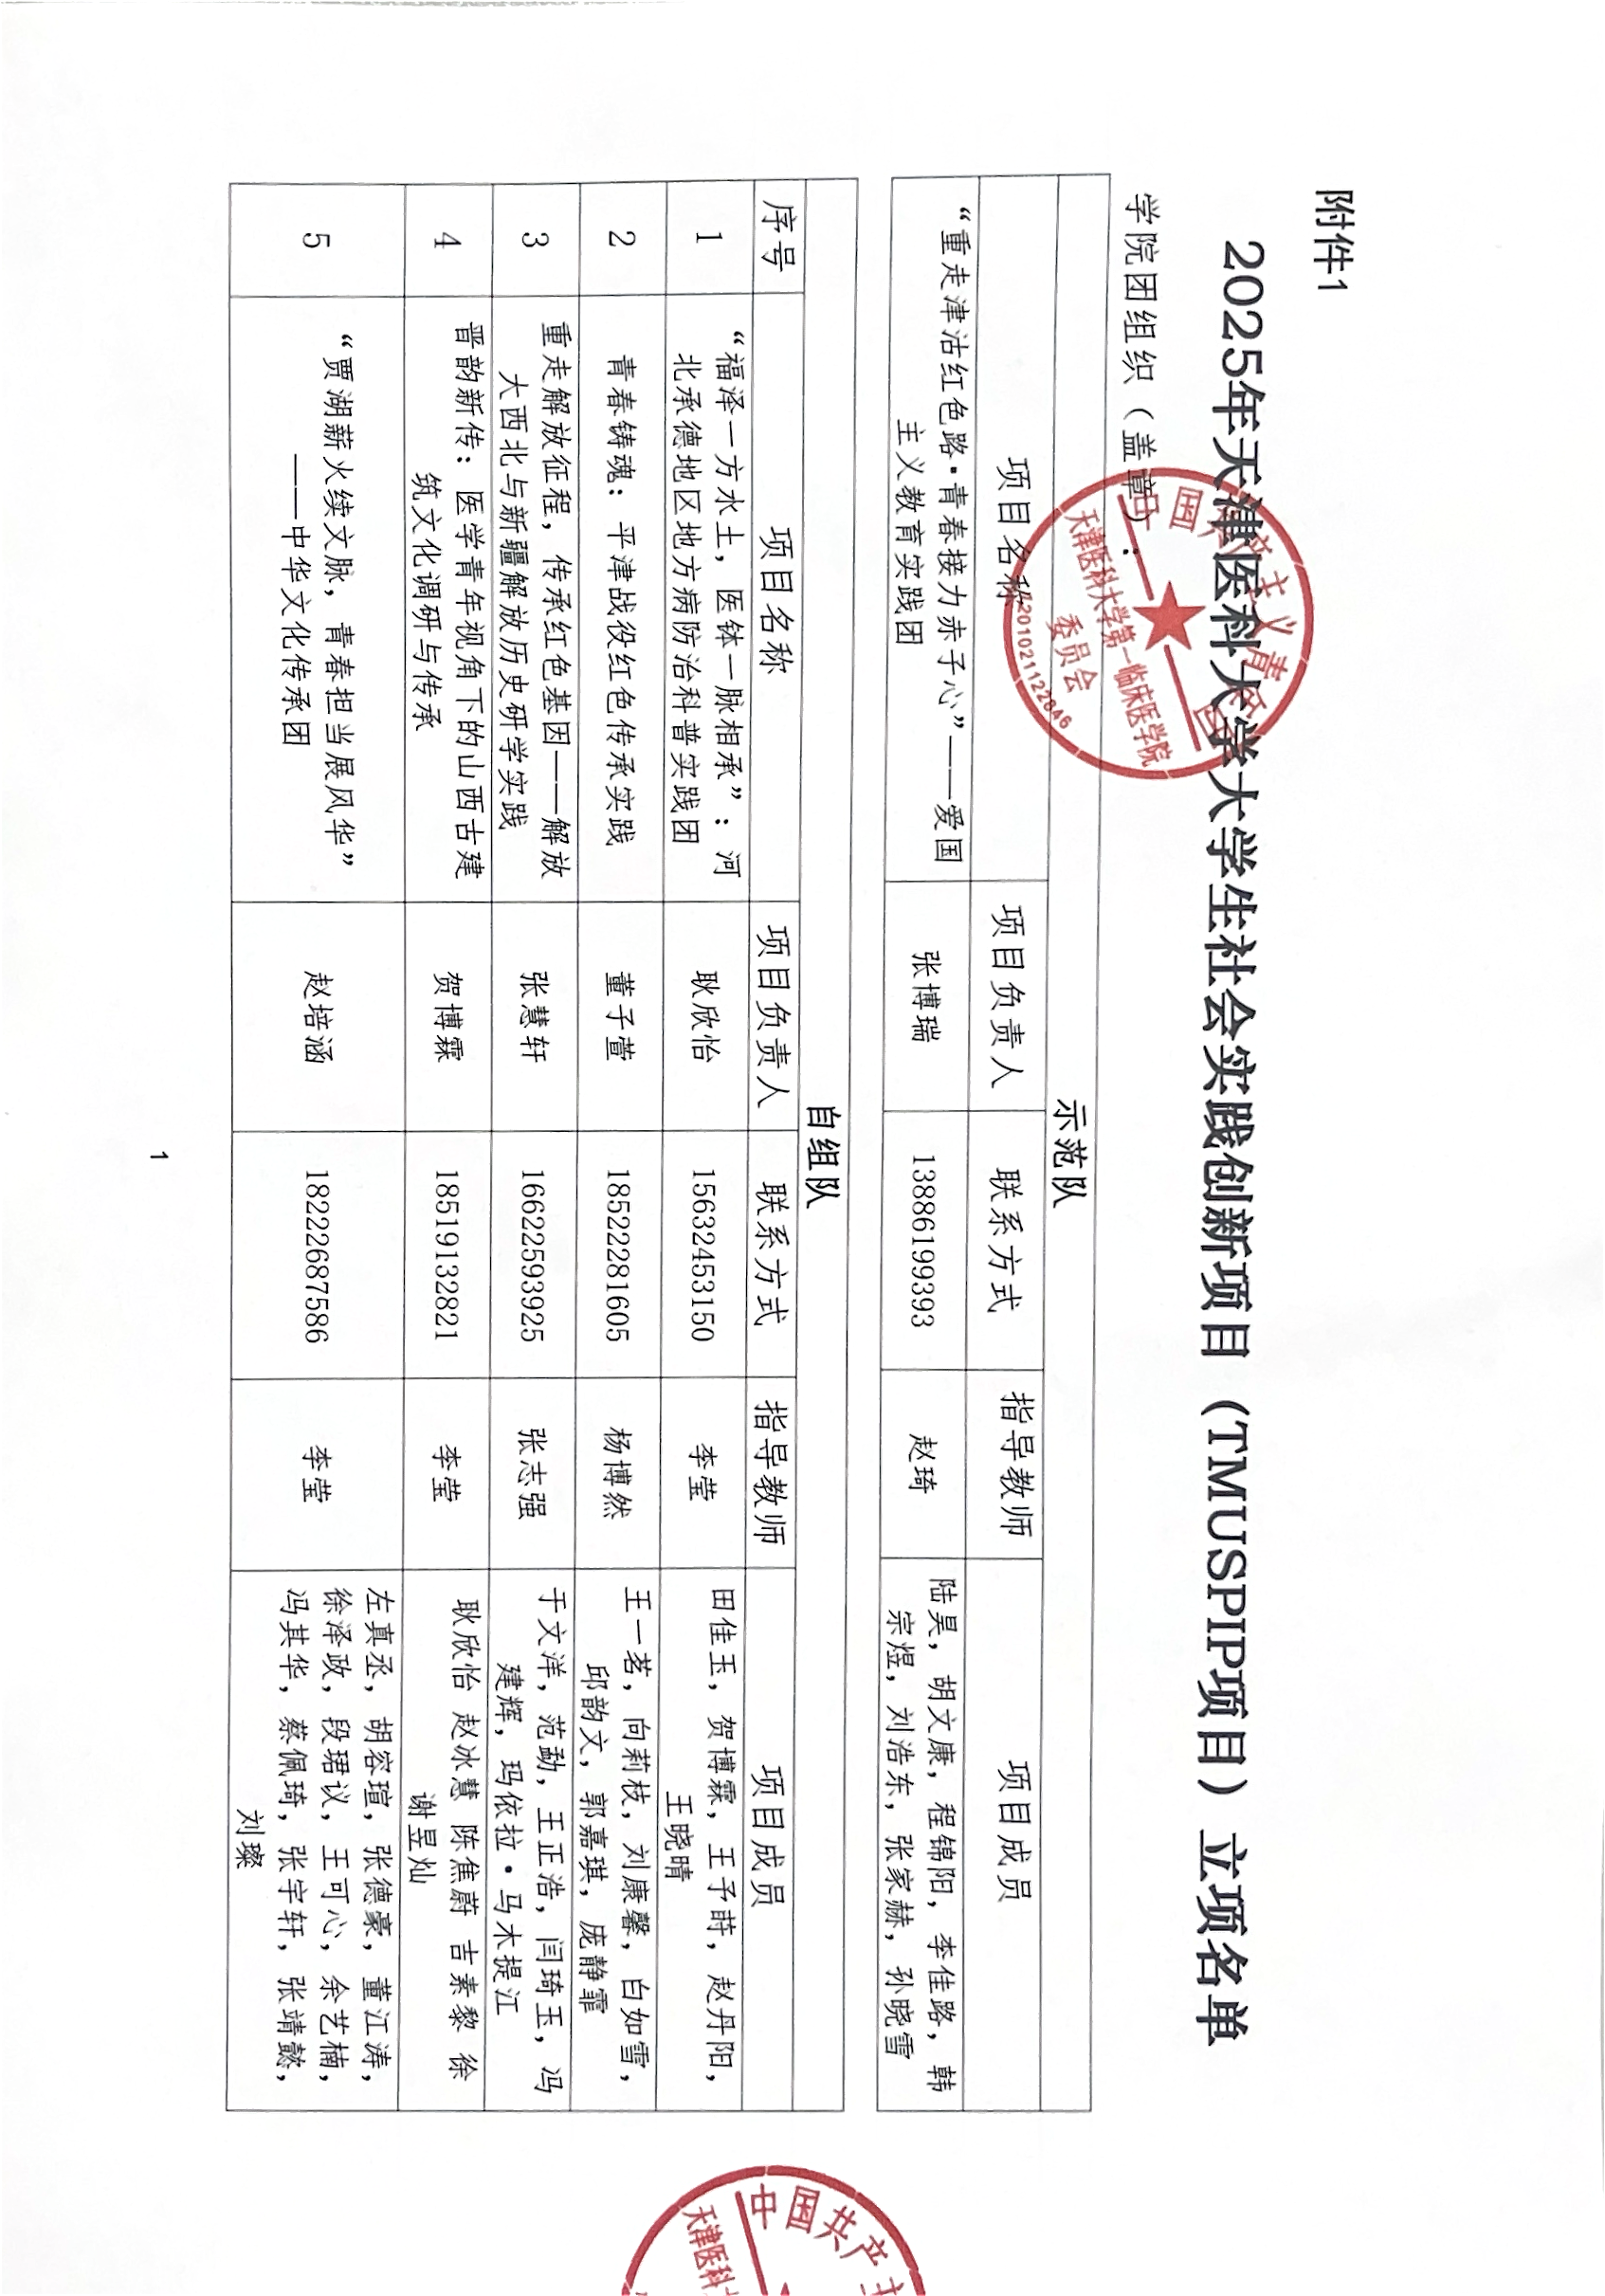 附件1
2025年天津医科大学大学生社会实践创新项目（TMUSPIP项目）立项名单
学院团组织（盖章）：
中国共产主义青年团
天津医科大学第一临床医学院
委员会
1201021122846
示范队
项目名称 项目负责人 联系方式 指导教师 项目成员
“重走津沽红色路·青春接力赤子心”——爱国
主义教育实践团
张博瑞
13886199393
赵琦
陆昊，胡文康，程锦阳，李佳路，韩
宗煜，刘浩东，张家赫，孙晓雪
自组队
序号 项目名称 项目负责人 联系方式 指导教师 项目成员
1
“福泽一方水土，医钵一脉相承”：河
北承德地区地方病防治科普实践团
耿欣怡
15632453150
李莹
田佳玉，贺博霖，王予莳，赵丹阳，
王晓晴
2
青春铸魂：平津战役红色传承实践
董子萱
18522281605
杨博然
王一茗，向莉枝，刘康馨，白如雪，
邱韵文，郭嘉琪，庞静霏
3
重走解放征程，传承红色基因——解放
大西北与新疆解放历史研学实践
张慧轩
16622593925
张志强
于文洋，范勐，王正浩，闫琦玉，冯
建辉，玛依拉·马木提江
4
晋韵新传：医学青年视角下的山西古建
筑文化调研与传承
贺博霖
18519132821
李莹
耿欣怡 赵冰慧 陈焦蔚 吉素黎 徐
谢昱灿
5
“贾湖薪火续文脉，青春担当展风华”
——中华文化传承团
赵培涵
18222687586
李莹
左真丞，胡容瑄，张德豪，董江涛，
徐泽政，段珺议，王可心，余艺楠，
冯其华，蔡佩琦，张宇轩，张靖懿，
刘璨
1
中国共产主
天津医科